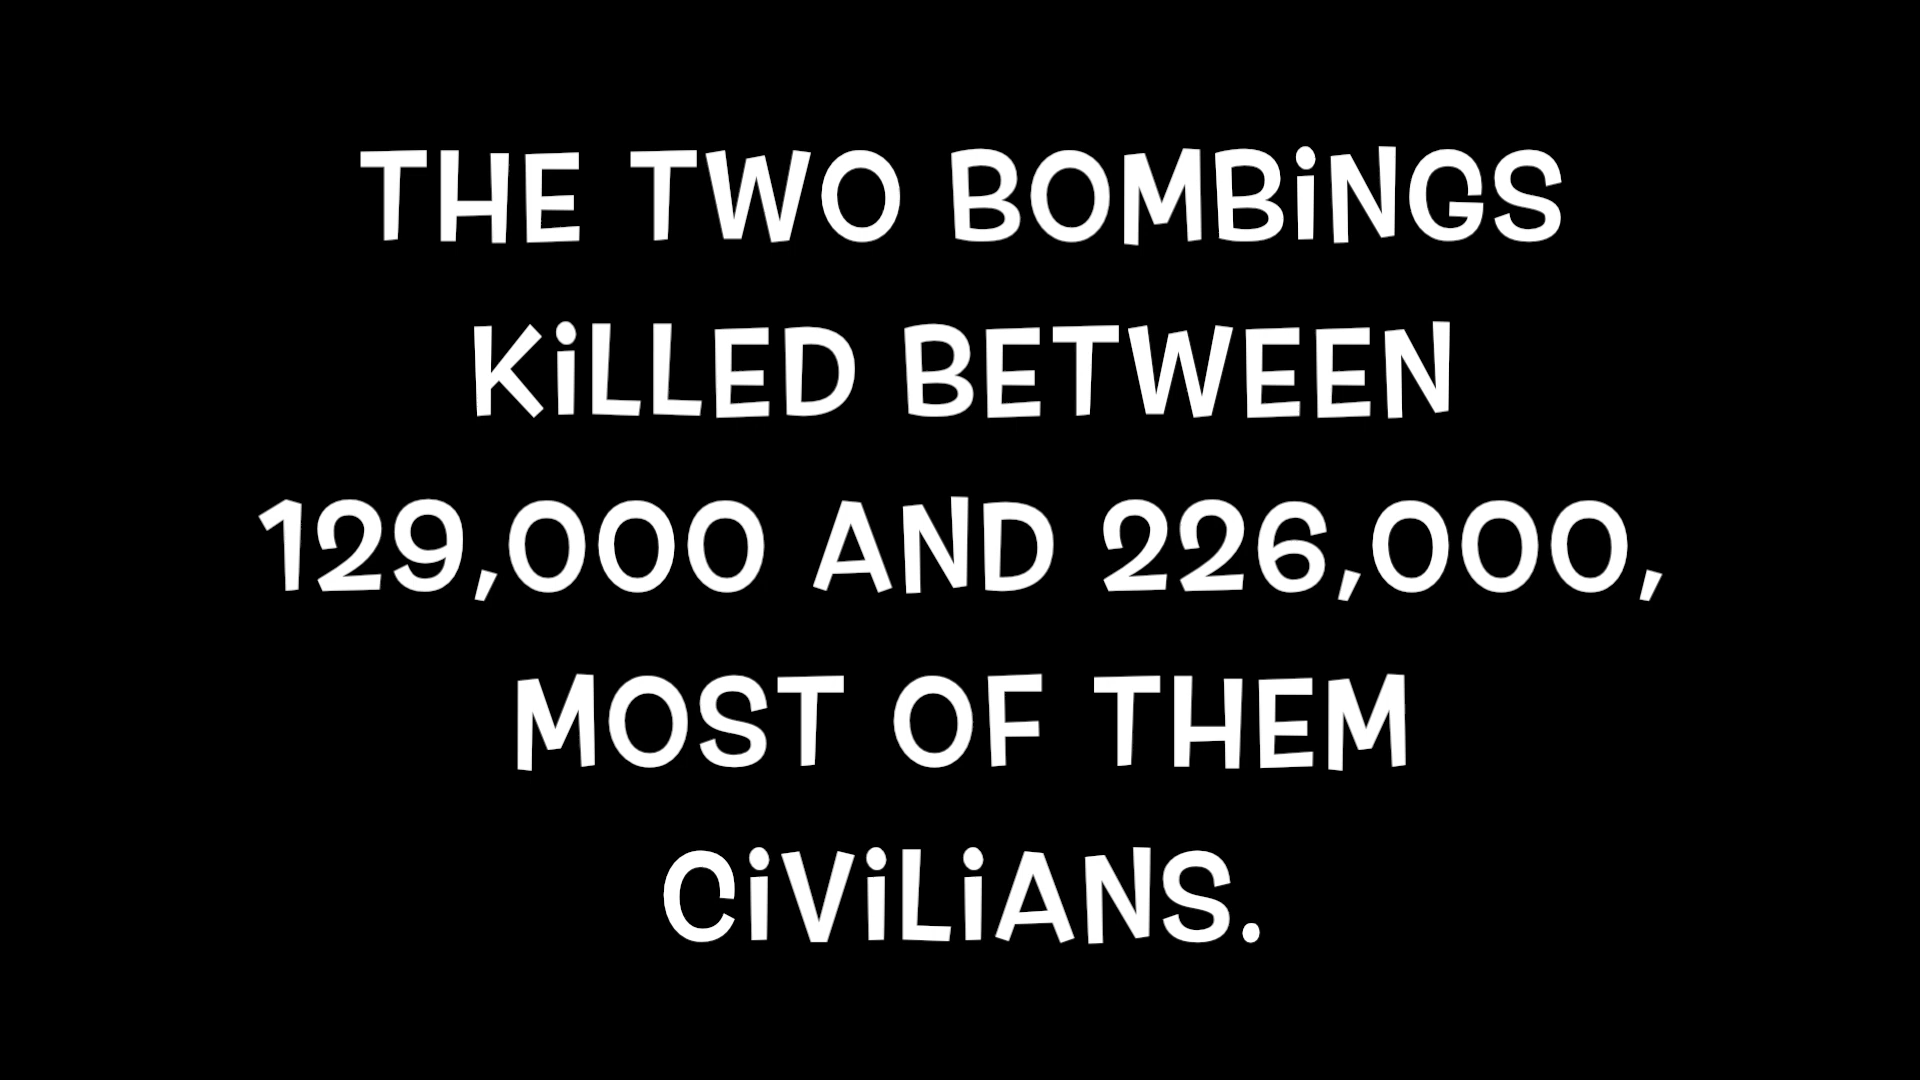 THE TWO BOMBiNGS
KiLLED BETWEEN
129,000 AND 226,000,
MOST OF THEM
CiViLiANS.